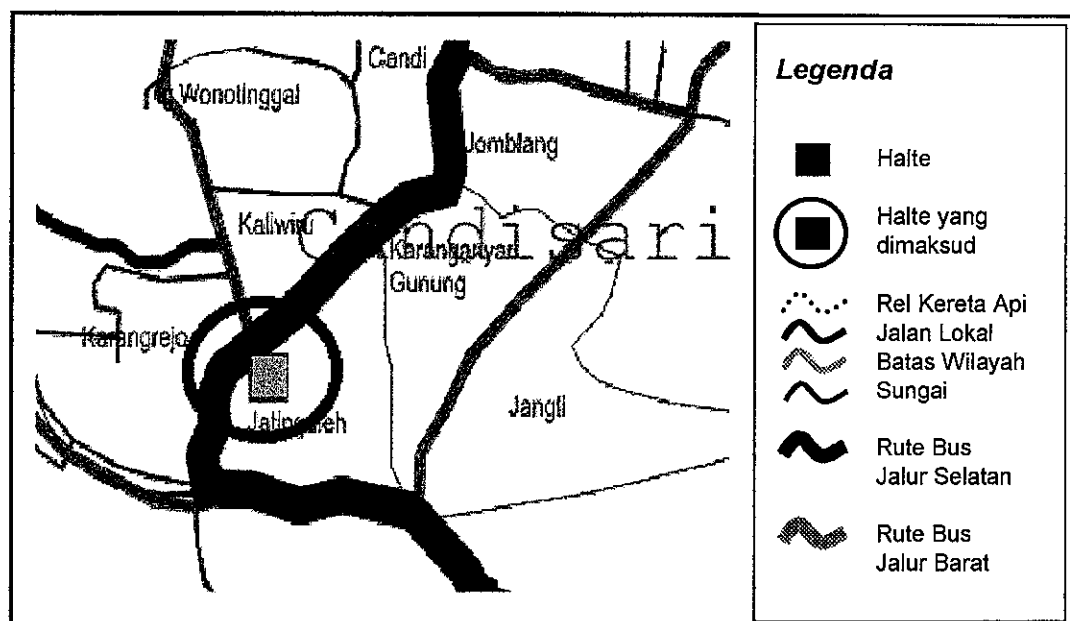 Candi
Wonotinggal
Jomblang
Kaliwiru
Candisari
Karanganyar
Gunung
Karangrejo
Jatingaleh
Jangli
Legenda
Halte
Halte yang
dimaksud
Rel Kereta Api
Jalan Lokal
Batas Wilayah
Sungai
Rute Bus
Jalur Selatan
Rute Bus
Jalur Barat